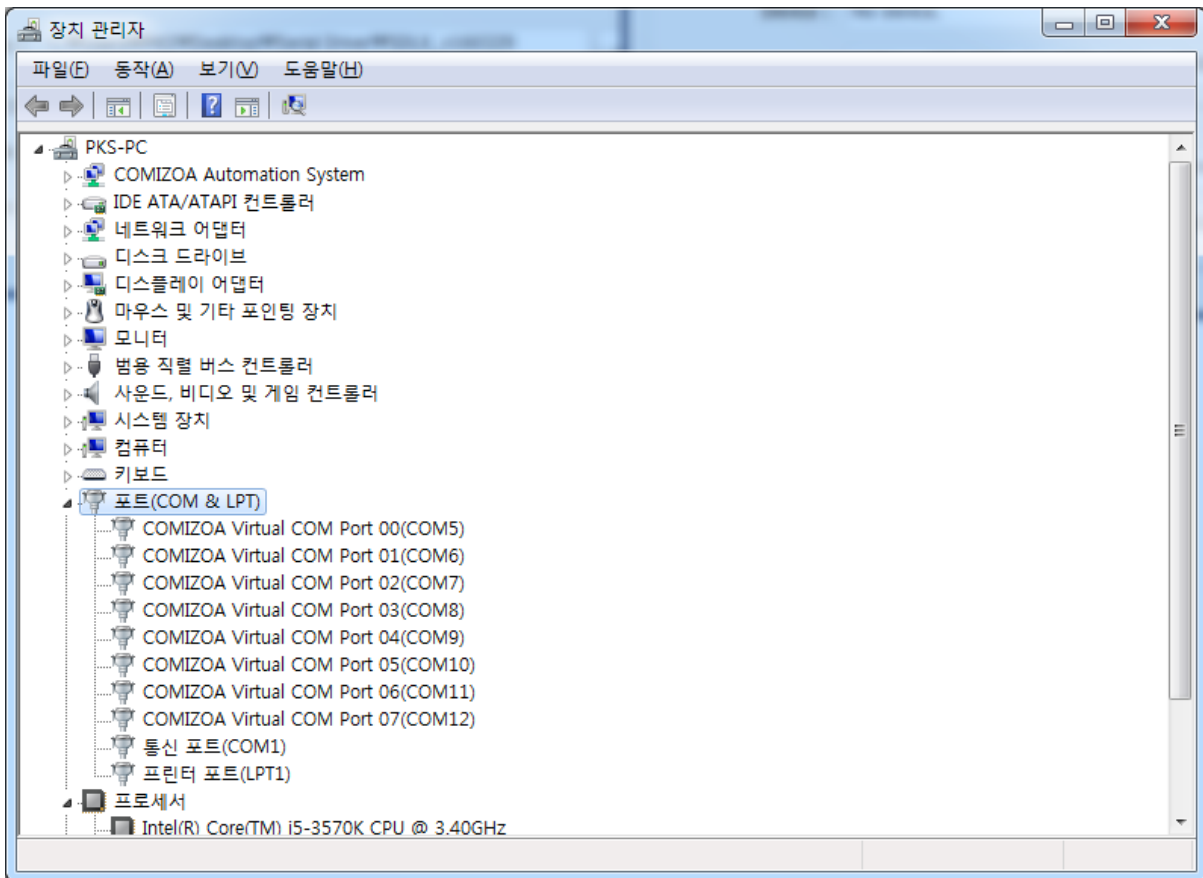 장치 관리자
파일(F) 동작(A) 보기(V) 도움말(H)
PKS-PC
COMIZOA Automation System
IDE ATA/ATAPI 컨트롤러
네트워크 어댑터
디스크 드라이브
디스플레이 어댑터
마우스 및 기타 포인팅 장치
모니터
범용 직렬 버스 컨트롤러
사운드, 비디오 및 게임 컨트롤러
시스템 장치
컴퓨터
키보드
포트(COM & LPT)
COMIZOA Virtual COM Port 00(COM5)
COMIZOA Virtual COM Port 01(COM6)
COMIZOA Virtual COM Port 02(COM7)
COMIZOA Virtual COM Port 03(COM8)
COMIZOA Virtual COM Port 04(COM9)
COMIZOA Virtual COM Port 05(COM10)
COMIZOA Virtual COM Port 06(COM11)
COMIZOA Virtual COM Port 07(COM12)
통신 포트(COM1)
프린터 포트(LPT1)
프로세서
Intel(R) Core(TM) i5-3570K CPU @ 3.40GHz